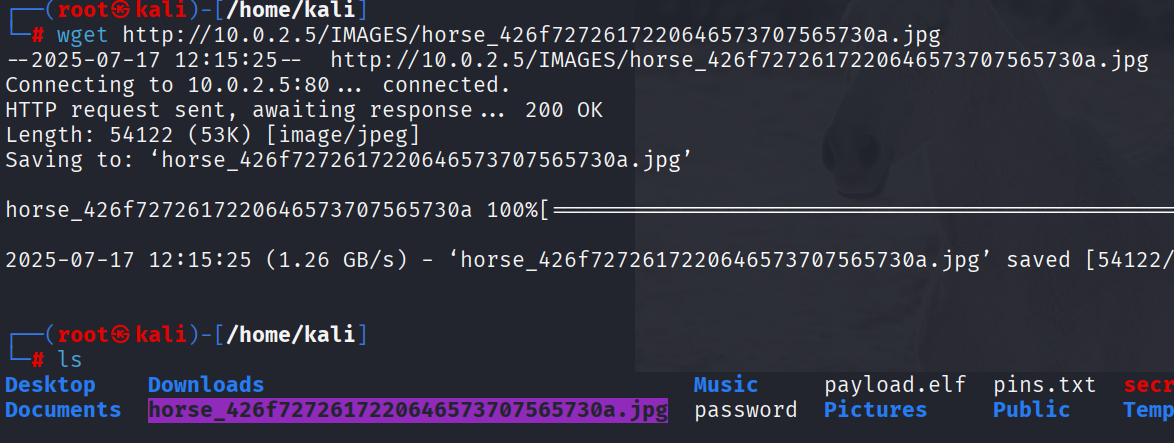 ┌──(root㉿kali)-[/home/kali]
└─# wget http://10.0.2.5/IMAGES/horse_426f7272617220646573707565730a.jpg
--2025-07-17 12:15:25--  http://10.0.2.5/IMAGES/horse_426f7272617220646573707565730a.jpg
Connecting to 10.0.2.5:80... connected.
HTTP request sent, awaiting response... 200 OK
Length: 54122 (53K) [image/jpeg]
Saving to: ‘horse_426f7272617220646573707565730a.jpg’
horse_426f7272617220646573707565730a 100%[==================================================
2025-07-17 12:15:25 (1.26 GB/s) - ‘horse_426f7272617220646573707565730a.jpg’ saved [54122/
┌──(root㉿kali)-[/home/kali]
└─# ls
Desktop Downloads Music payload.elf pins.txt secr
Documents horse_426f7272617220646573707565730a.jpg password Pictures Public Temp